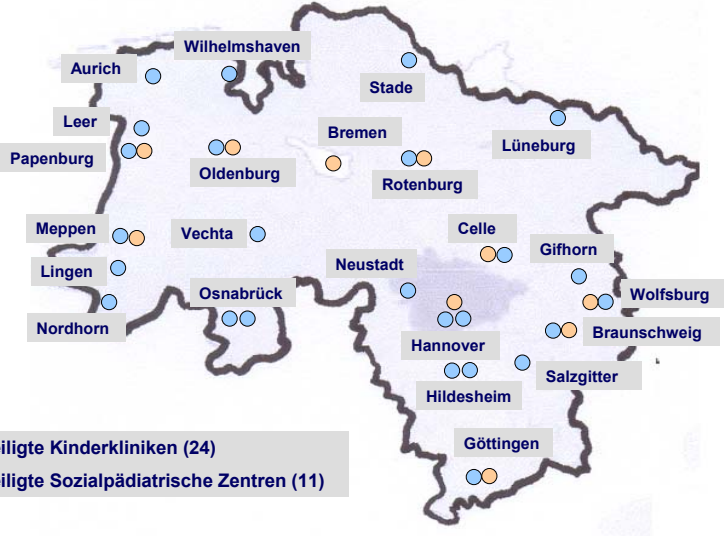 Wilhelmshaven
Aurich
Stade
Leer
Bremen
Lüneburg
Papenburg
Oldenburg
Rotenburg
Meppen
Vechta
Celle
Gifhorn
Lingen
Neustadt
Osnabrück
Wolfsburg
Nordhorn
Braunschweig
Hannover
Salzgitter
Hildesheim
Göttingen
iligte Kinderkliniken (24)
eiligte Sozialpädiatrische Zentren (11)